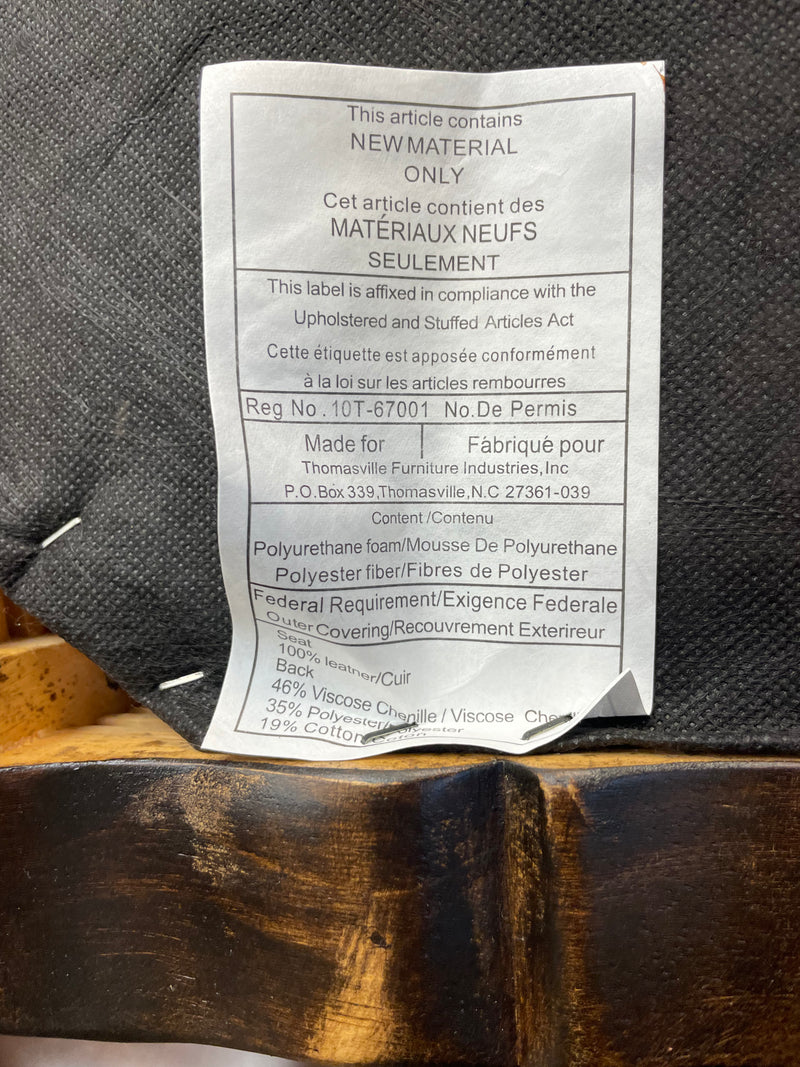 This article contains
NEW MATERIAL
ONLY
Cet article contient des
MATÉRIAUX NEUFS
SEULEMENT
This label is affixed in compliance with the
Upholstered and Stuffed Articles Act
Cette étiquette est apposée conformément
à la loi sur les articles rembourres
Reg No. 10T-67001 No.De Permis
Made for Fábriqué pour
Thomasville Furniture Industries,Inc
P.O.Box 339,Thomasville,N.C 27361-039
Content/Contenu
Polyurethane foam/Mousse De Polyurethane
Polyester fiber/Fibres de Polyester
Federal Requirement/Exigence Federale
Outer Covering/Recouvrement Exterireur
Seat
100% leatner/Cuir
Back
46% Viscose Chenille / Viscose
35% Polyester/
19% Cotton